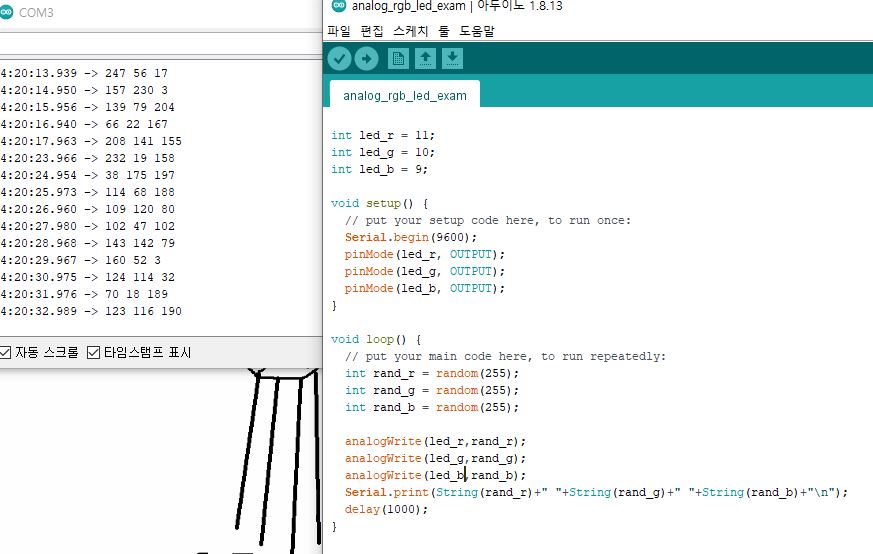 COM3
4:20:13.939 -> 247 56 17
4:20:14.950 -> 157 230 3
4:20:15.956 -> 139 79 204
4:20:16.940 -> 66 22 167
4:20:17.963 -> 208 141 155
4:20:23.966 -> 232 19 158
4:20:24.954 -> 38 175 197
4:20:25.973 -> 114 68 188
4:20:26.960 -> 109 120 80
4:20:27.980 -> 102 47 102
4:20:28.968 -> 143 142 79
4:20:29.967 -> 160 52 3
4:20:30.975 -> 124 114 32
4:20:31.976 -> 70 18 189
4:20:32.989 -> 123 116 190
자동 스크롤 타임스탬프 표시
analog_rgb_led_exam | 아두이노 1.8.13
파일 편집 스케치 툴 도움말
analog_rgb_led_exam
int led_r = 11;
int led_g = 10;
int led_b = 9;
void setup() {
// put your setup code here, to run once:
Serial.begin(9600);
pinMode(led_r, OUTPUT);
pinMode(led_g, OUTPUT);
pinMode(led_b, OUTPUT);
}
void loop() {
// put your main code here, to run repeatedly:
int rand_r = random(255);
int rand_g = random(255);
int rand_b = random(255);
analogWrite(led_r,rand_r);
analogWrite(led_g,rand_g);
analogWrite(led_b,rand_b);
Serial.print(String(rand_r)+" "+String(rand_g)+" "+String(rand_b)+"\n");
delay(1000);
}